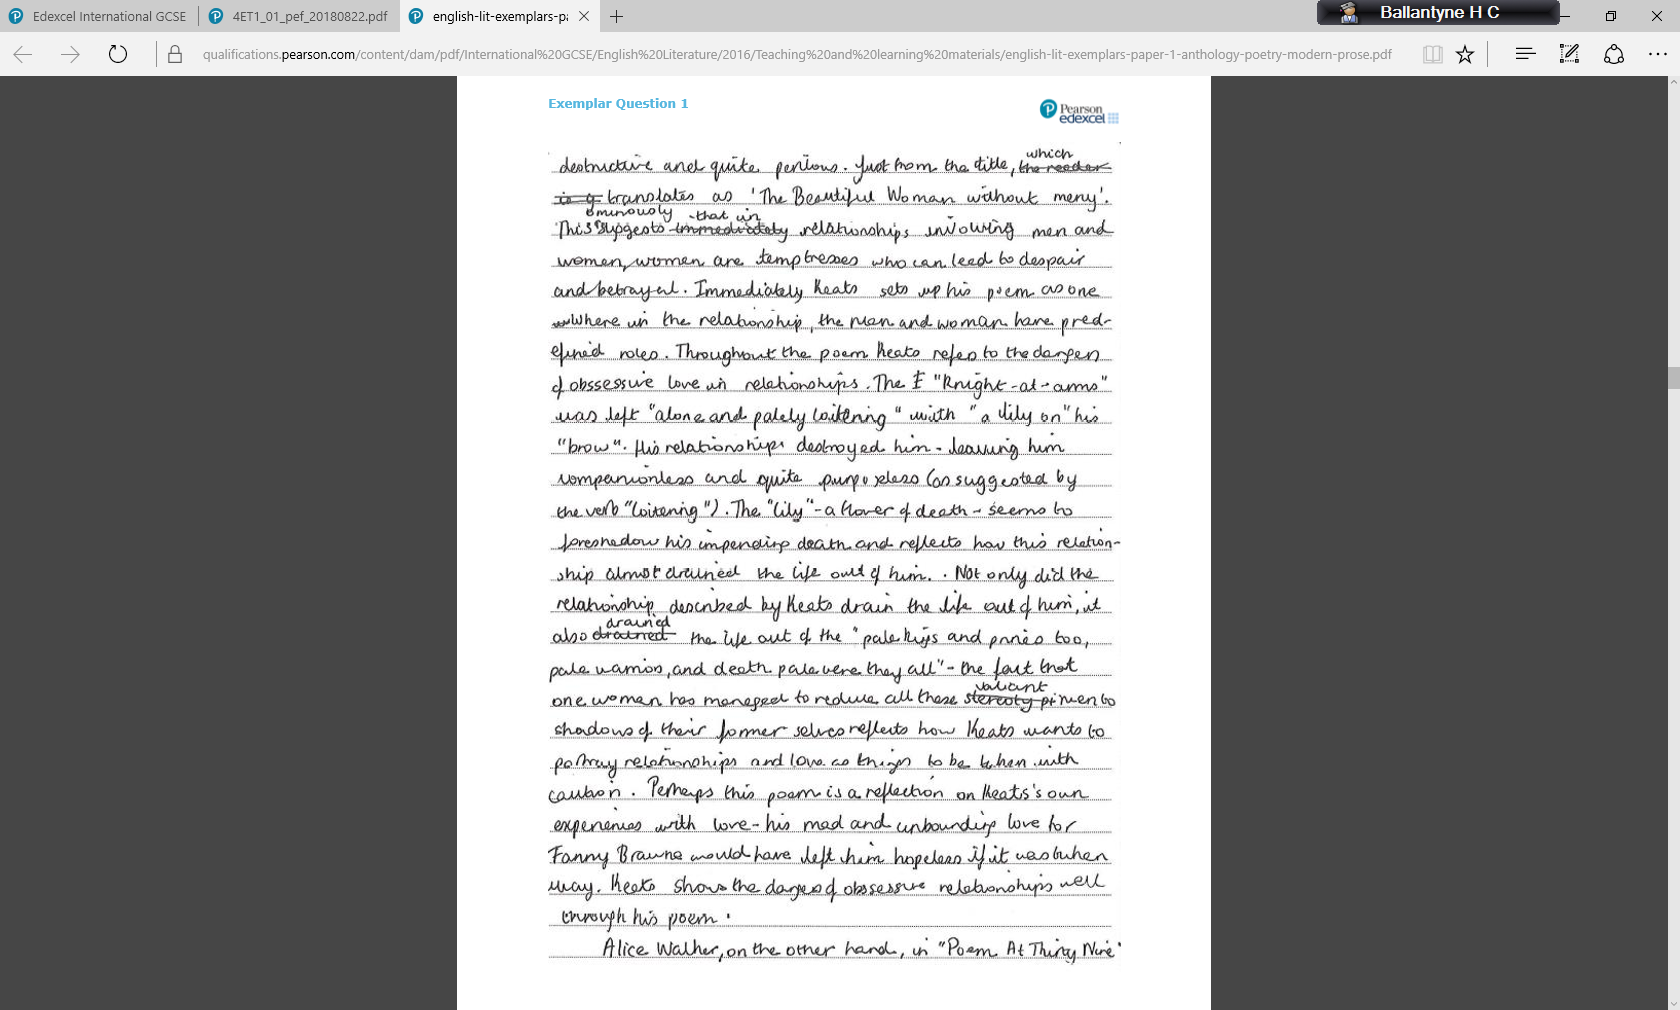 Edexcel International GCSE
4ET1_01_pef_20180822.pdf
english-lit-exemplars-pa
Ballantyne H C
qualifications.pearson.com/content/dam/pdf/International%20GCSE/English%20Literature/2016/Teaching%20and%20learning%20materials/english-lit-exemplars-paper-1-anthology-poetry-modern-prose.pdf
Exemplar Question 1
Pearson
edexcel
which
destructive and quite perilous. Just from the title, the reader
is g translates as 'The Beautiful Woman without mercy'.
ominously that in
This suggests immediately relationships involving men and
women, women are temptresses who can lead to despair
and betrayal. Immediately Keats sets up his poem as one
where in the relationship, the man and woman have pred-
efined roles. Throughout the poem Keats refers to the dangers
of obssessive love in relationships. The "Knight-at-arms"
was left "alone and palely loitering" with "a lily on" his
"brow". His relationships destroyed him - leaving him
companionless and quite purposeless (as suggested by
the verb "loitering"). The "lily" - a flower of death - seems to
foreshadow his impending death and reflects how this relation-
ship almost drained the life out of him. Not only did the
relationship described by Keats drain the life out of him, it
drained
also drained the life out of the "pale kings and princes too,
pale warriors, and death pale were they all" - the fact that
valiant
one woman has managed to reduce all these stereotypi men to
shadows of their former selves reflects how Keats wants to
portray relationships and love as things to be taken with
caution. Perhaps this poem is a reflection on Keats's own
experiences with love - his mad and unbounding love for
Fanny Brawne would have left him hopeless if it was taken
away. Keats shows the dangers of obssessive relationships well
through his poem.
Alice Walker, on the other hand, in "Poem At Thirty Nine"